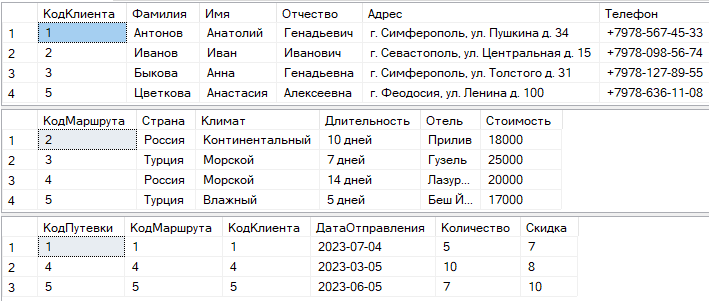 КодКлиента Фамилия Имя Отчество Адрес Телефон
1 1 Антонов Анатолий Генадьевич г. Симферополь, ул. Пушкина д. 34 +7978-567-45-33
2 2 Иванов Иван Иванович г. Севастополь, ул. Центральная д. 15 +7978-098-56-74
3 3 Быкова Анна Генадьевна г. Симферополь, ул. Толстого д. 31 +7978-127-89-55
4 5 Цветкова Анастасия Алексеевна г. Феодосия, ул. Ленина д. 100 +7978-636-11-08
КодМаршрута Страна Климат Длительность Отель Стоимость
1 2 Россия Континентальный 10 дней Прилив 18000
2 3 Турция Морской 7 дней Гузель 25000
3 4 Россия Морской 14 дней Лазур... 20000
4 5 Турция Влажный 5 дней Беш Й... 17000
КодПутевки КодМаршрута КодКлиента ДатаОтправления Количество Скидка
1 1 1 1 2023-07-04 5 7
2 4 4 4 2023-03-05 10 8
3 5 5 5 2023-06-05 7 10